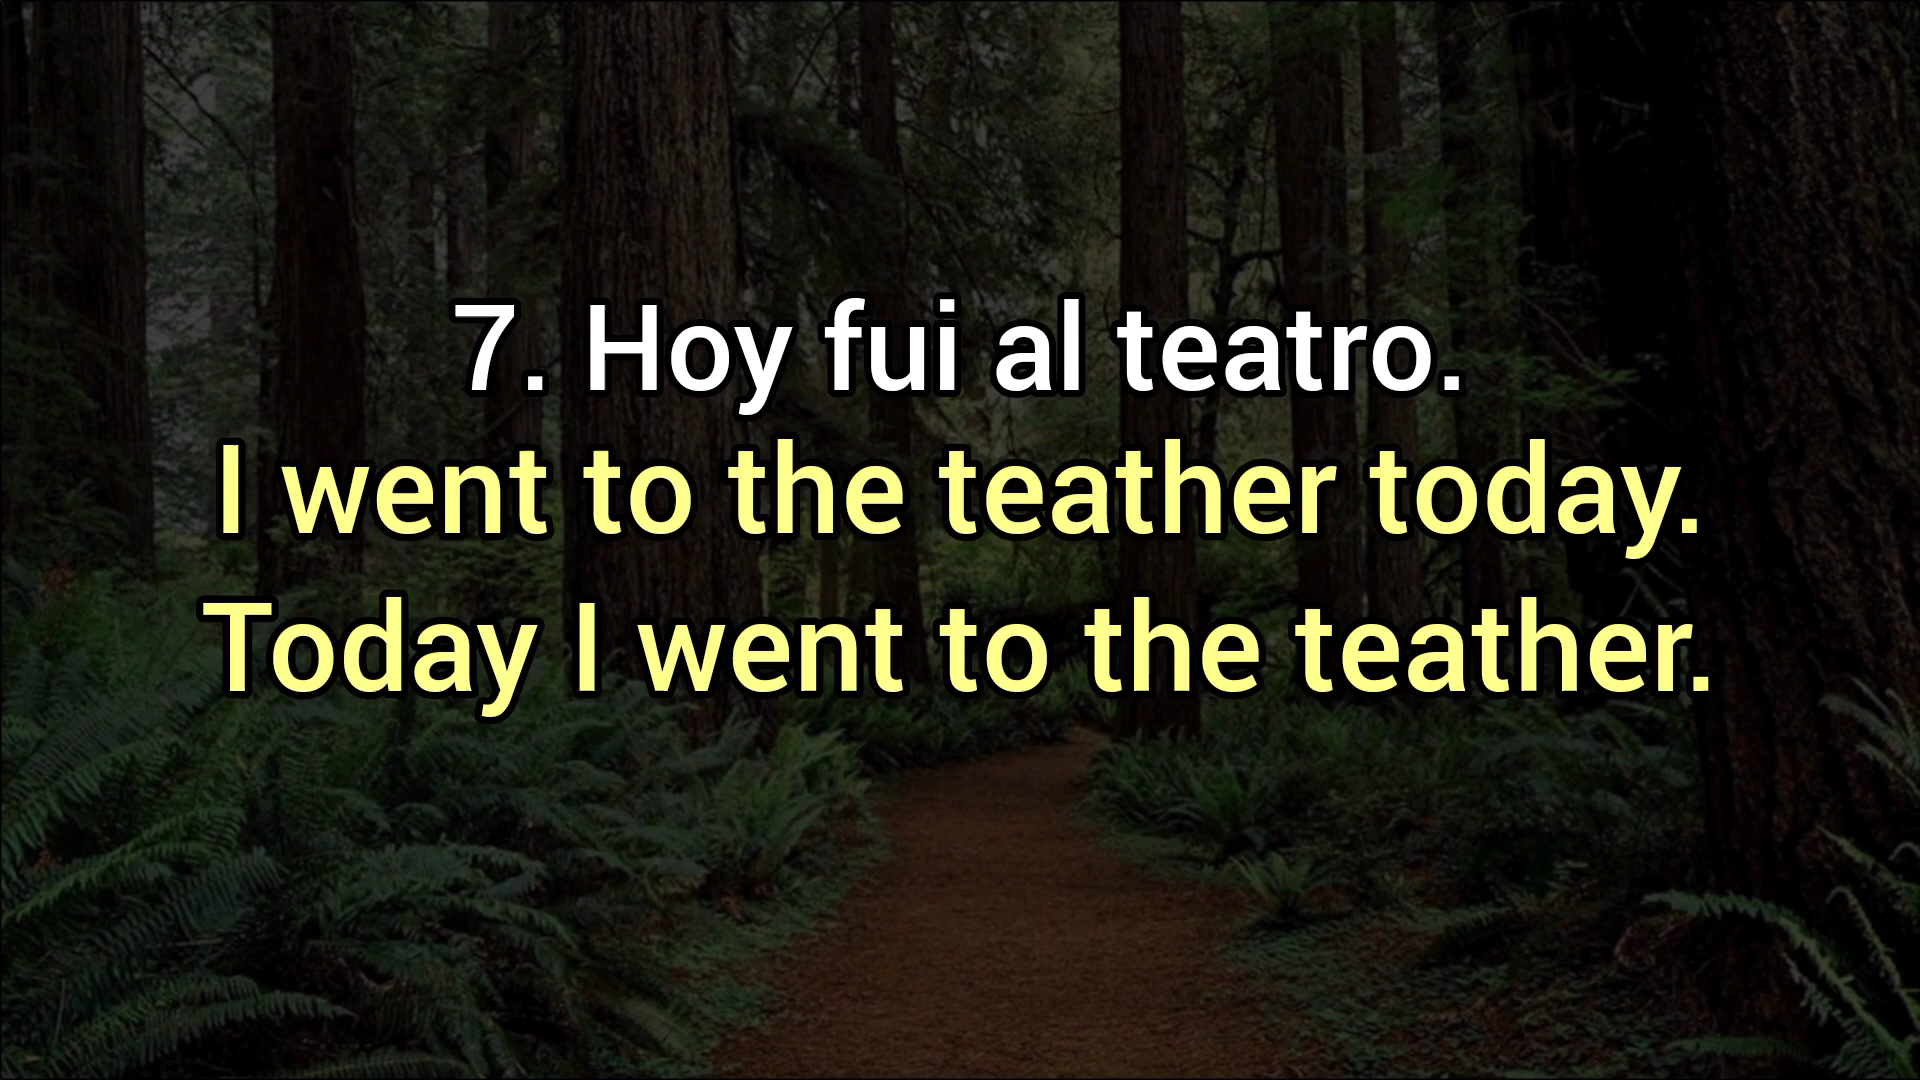 7. Hoy fui al teatro.
I went to the teather today.
Today I went to the teather.